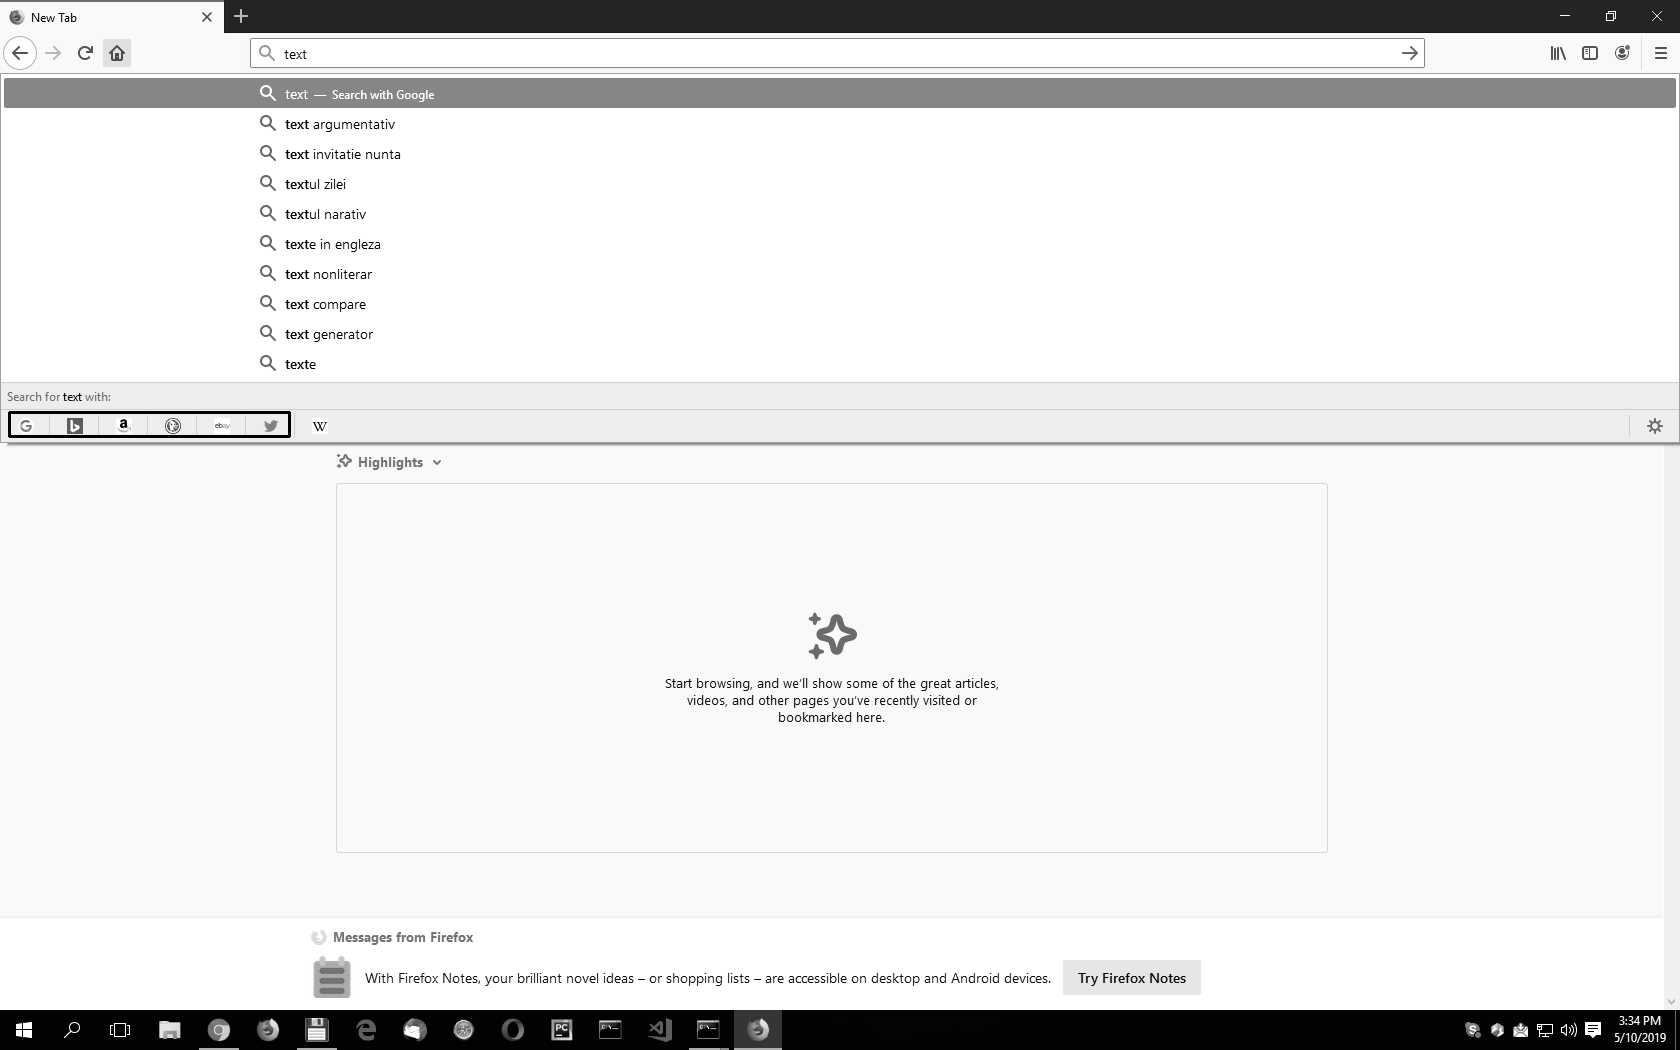 New Tab
text
text — Search with Google
text argumentativ
text invitatie nunta
textul zilei
textul narativ
texte in engleza
text nonliterar
text compare
text generator
texte
Search for text with:
G b a ebay W
Highlights
Start browsing, and we'll show some of the great articles,
videos, and other pages you've recently visited or
bookmarked here.
Messages from Firefox
With Firefox Notes, your brilliant novel ideas – or shopping lists – are accessible on desktop and Android devices.
Try Firefox Notes
PC
3:34 PM
5/10/2019